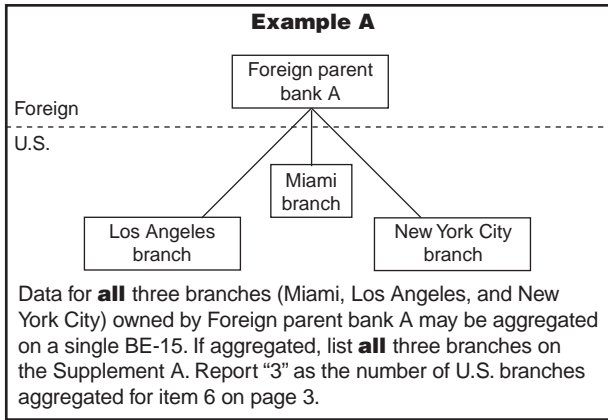 Example A
Foreign parent
bank A
Foreign
U.S.
Miami
branch
Los Angeles
branch
New York City
branch
Data for all three branches (Miami, Los Angeles, and New
York City) owned by Foreign parent bank A may be aggregated
on a single BE-15. If aggregated, list all three branches on
the Supplement A. Report “3” as the number of U.S. branches
aggregated for item 6 on page 3.